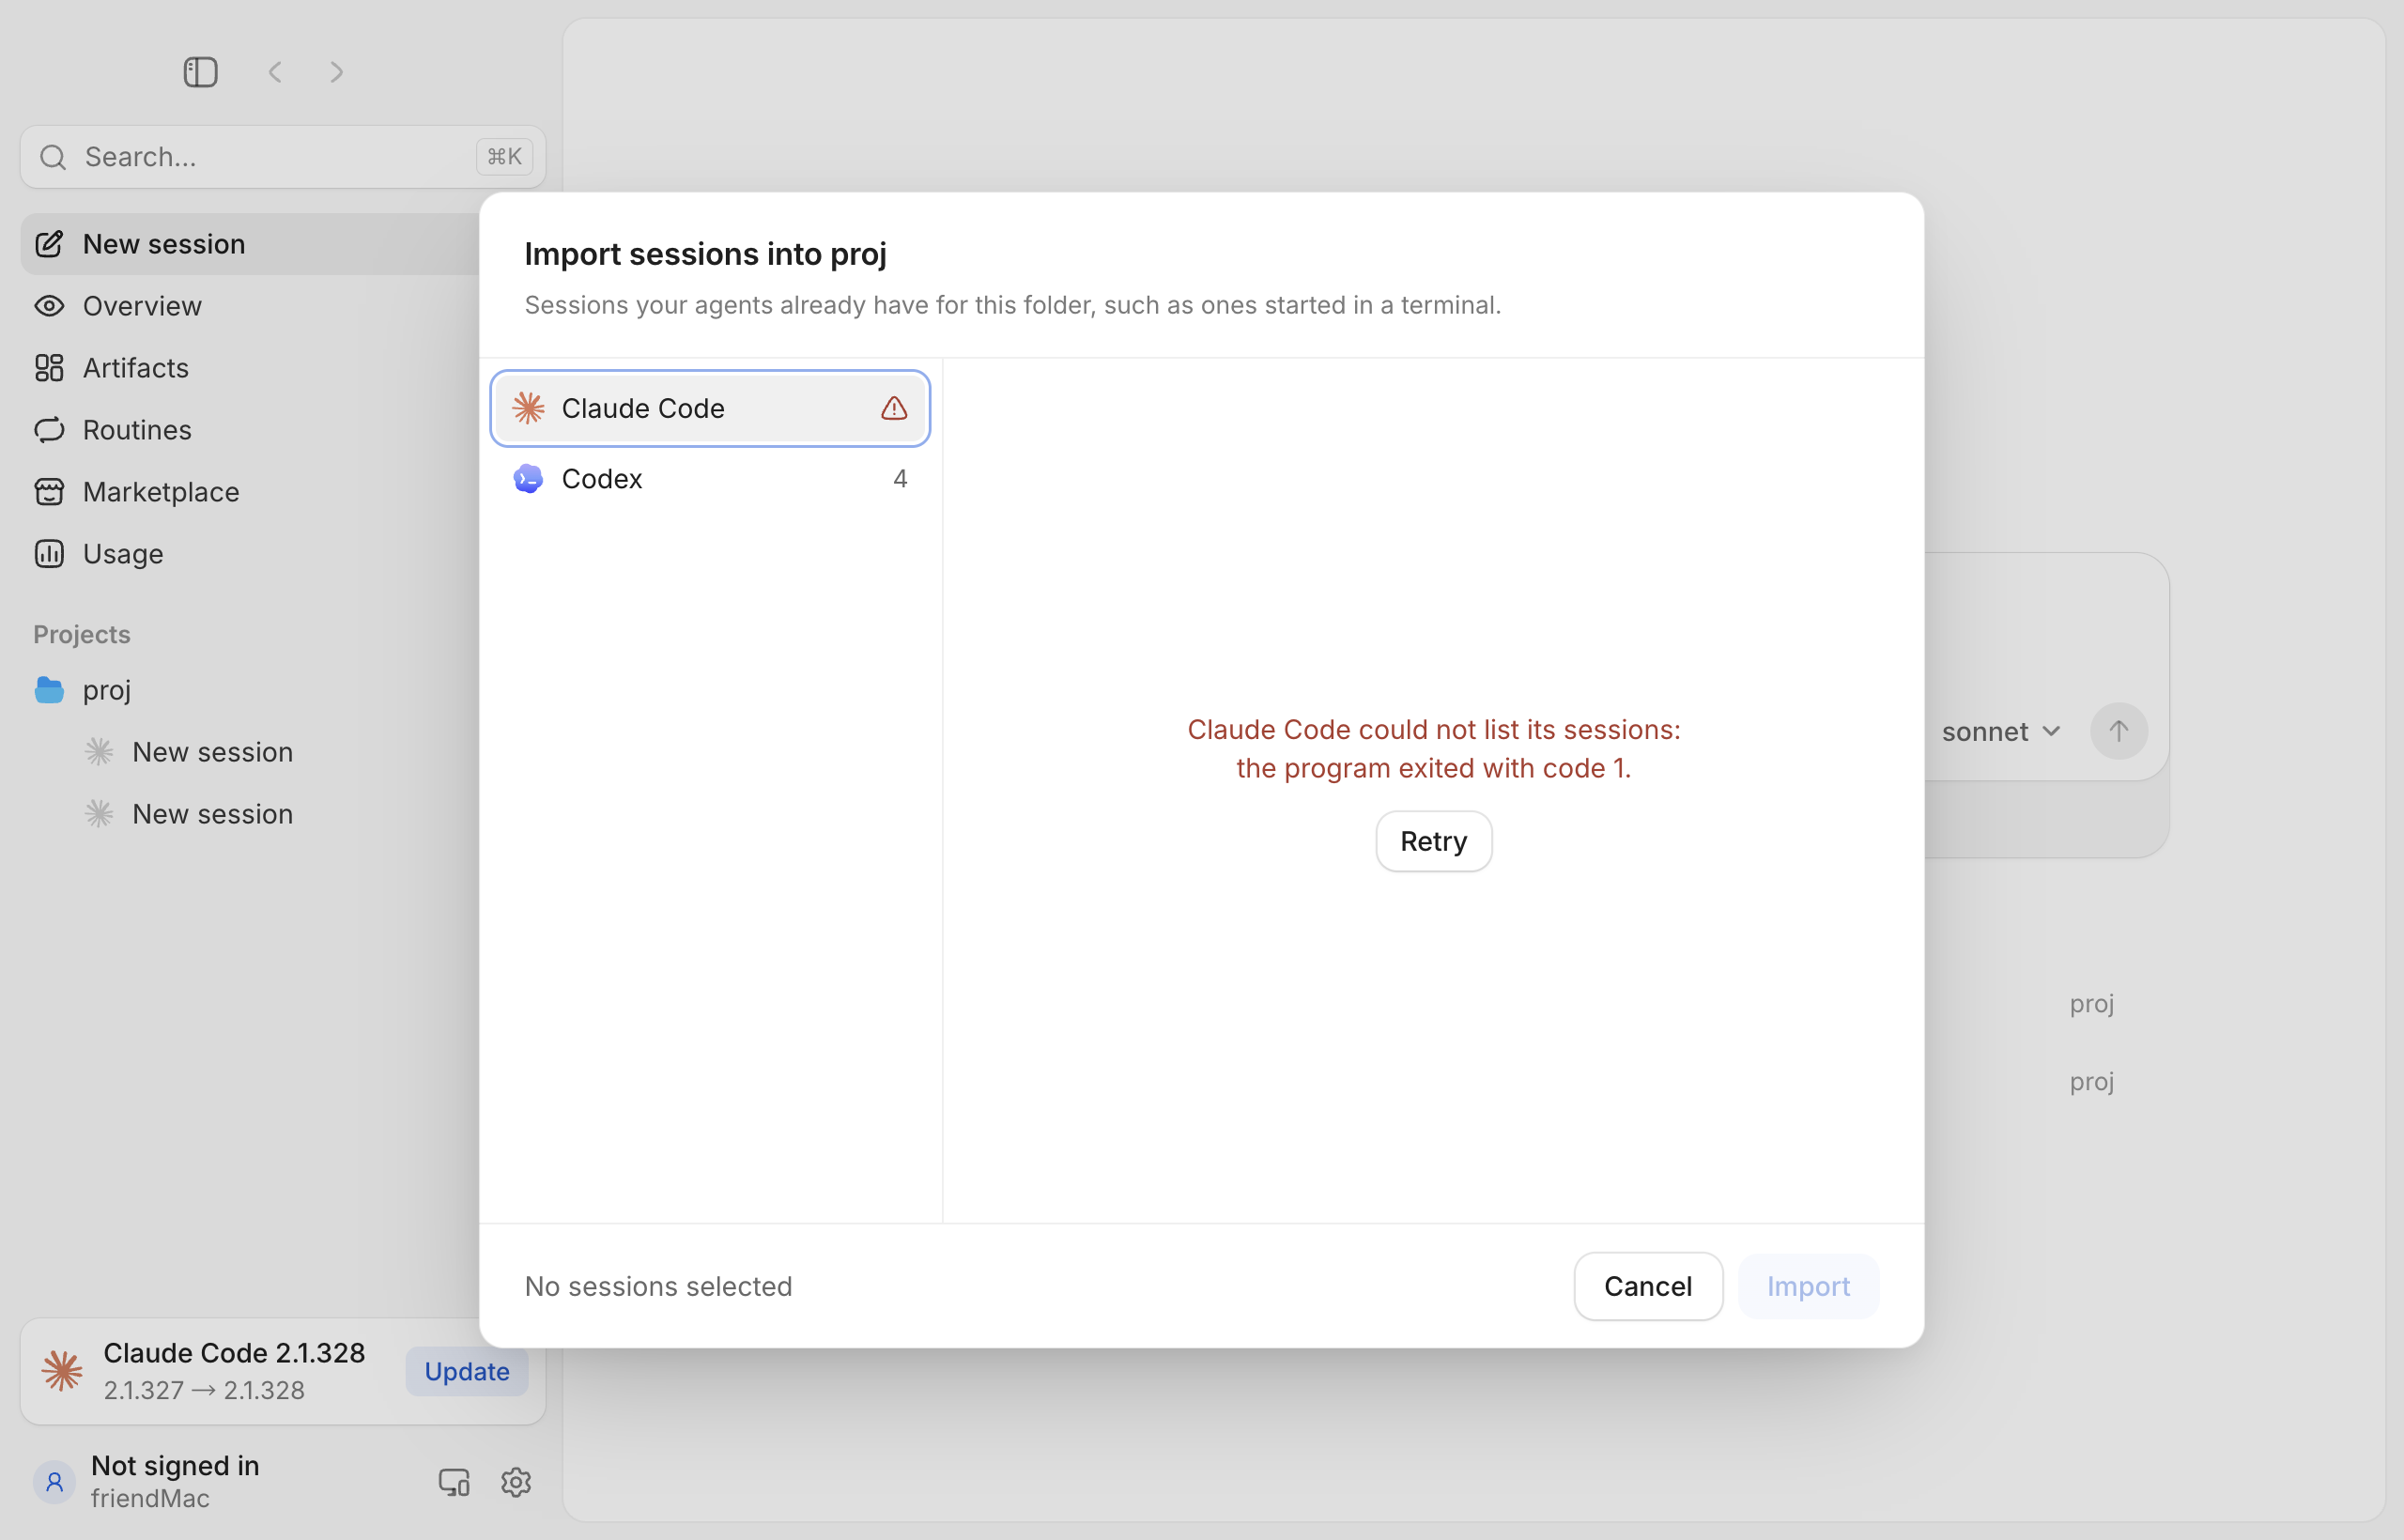 Search...
⌘K
New session
Overview
Artifacts
Routines
Marketplace
Usage
Projects
proj
New session
New session
Claude Code 2.1.328
2.1.327 → 2.1.328
Update
Not signed in
friendMac
Import sessions into proj
Sessions your agents already have for this folder, such as ones started in a terminal.
Claude Code
Codex
4
Claude Code could not list its sessions:
the program exited with code 1.
Retry
No sessions selected
Cancel
Import
sonnet
proj
proj